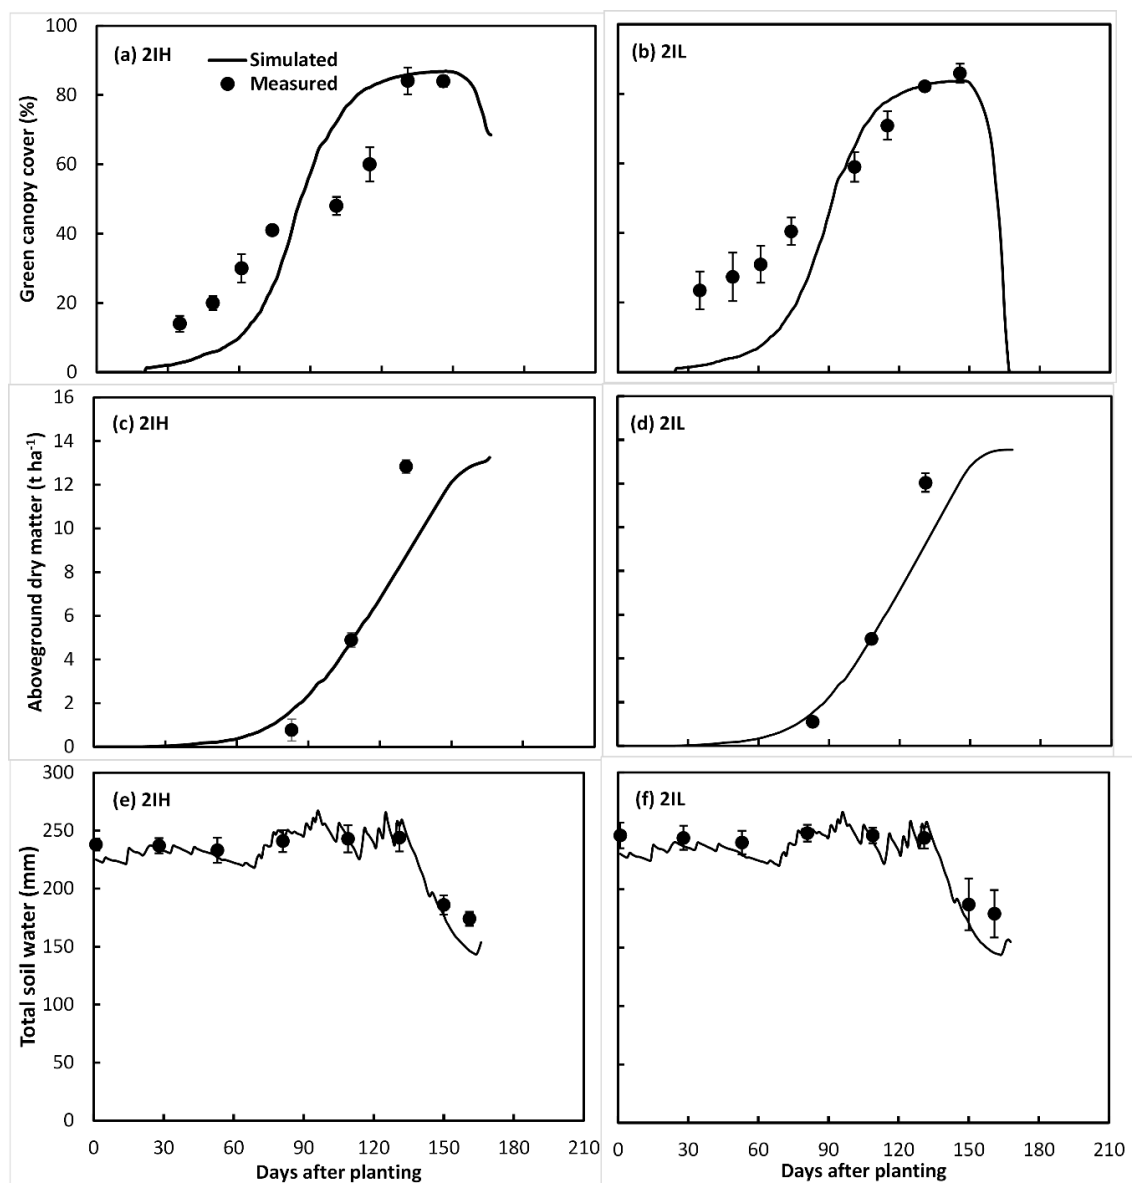 (a) 2IH
Simulated
Measured
Green canopy cover (%)
100
80
60
40
20
0
(b) 2IL
(c) 2IH
Aboveground dry matter (t ha⁻¹)
16
14
12
10
8
6
4
2
0
(d) 2IL
(e) 2IH
Total soil water (mm)
300
250
200
150
100
50
0
0 30 60 90 120 150 180 210
Days after planting
(f) 2IL
0 30 60 90 120 150 180 210
Days after planting